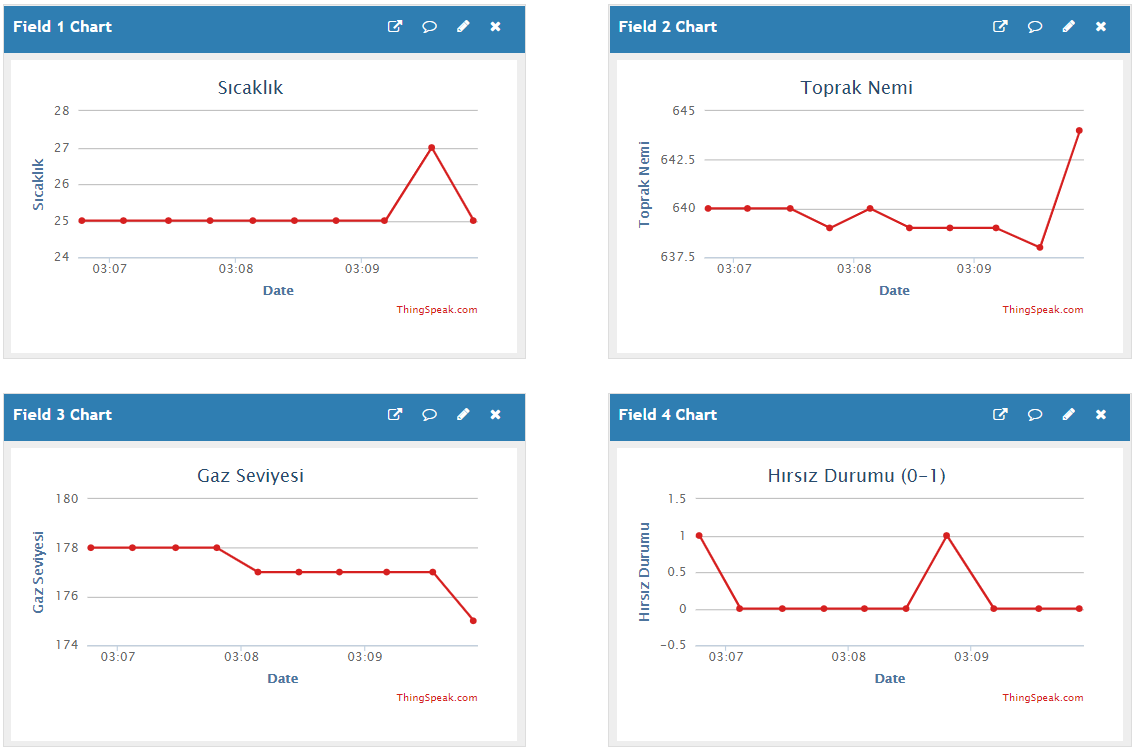 Field 1 Chart
Sıcaklık
28
27
26
25
24
Sıcaklık
03:07 03:08 03:09
Date
ThingSpeak.com
Field 2 Chart
Toprak Nemi
645
642.5
640
637.5
Toprak Nemi
03:07 03:08 03:09
Date
ThingSpeak.com
Field 3 Chart
Gaz Seviyesi
180
178
176
174
Gaz Seviyesi
03:07 03:08 03:09
Date
ThingSpeak.com
Field 4 Chart
Hırsız Durumu (0-1)
1.5
1
0.5
0
-0.5
Hırsız Durumu
03:07 03:08 03:09
Date
ThingSpeak.com